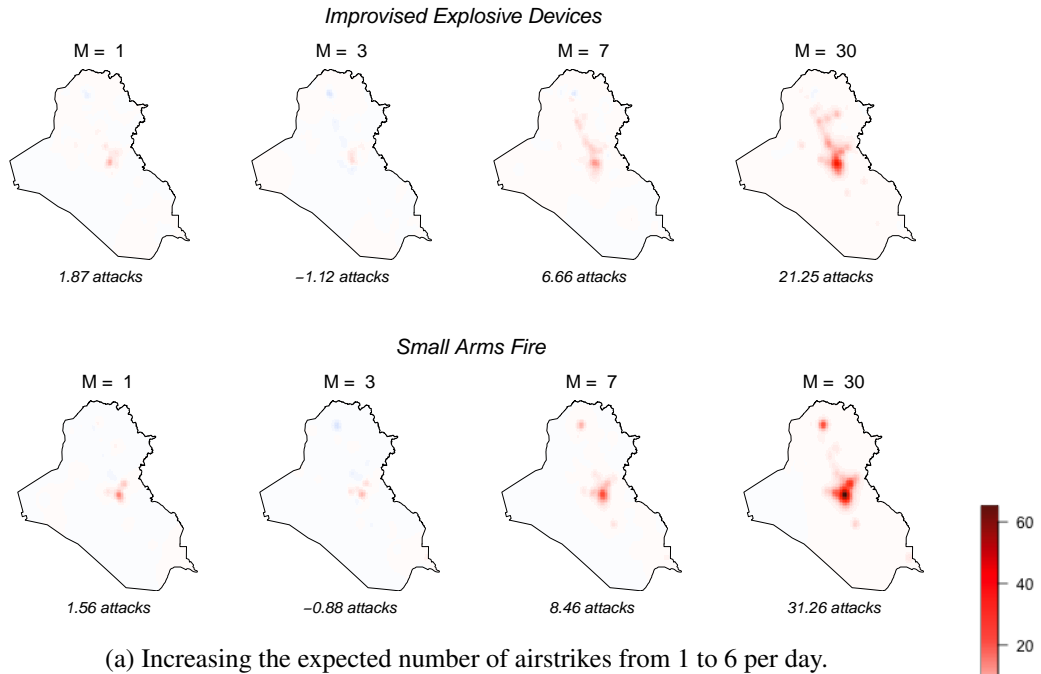 Improvised Explosive Devices
M = 1 M = 3 M = 7 M = 30
1.87 attacks −1.12 attacks 6.66 attacks 21.25 attacks
Small Arms Fire
M = 1 M = 3 M = 7 M = 30
60
40
20
1.56 attacks −0.88 attacks 8.46 attacks 31.26 attacks
(a) Increasing the expected number of airstrikes from 1 to 6 per day.